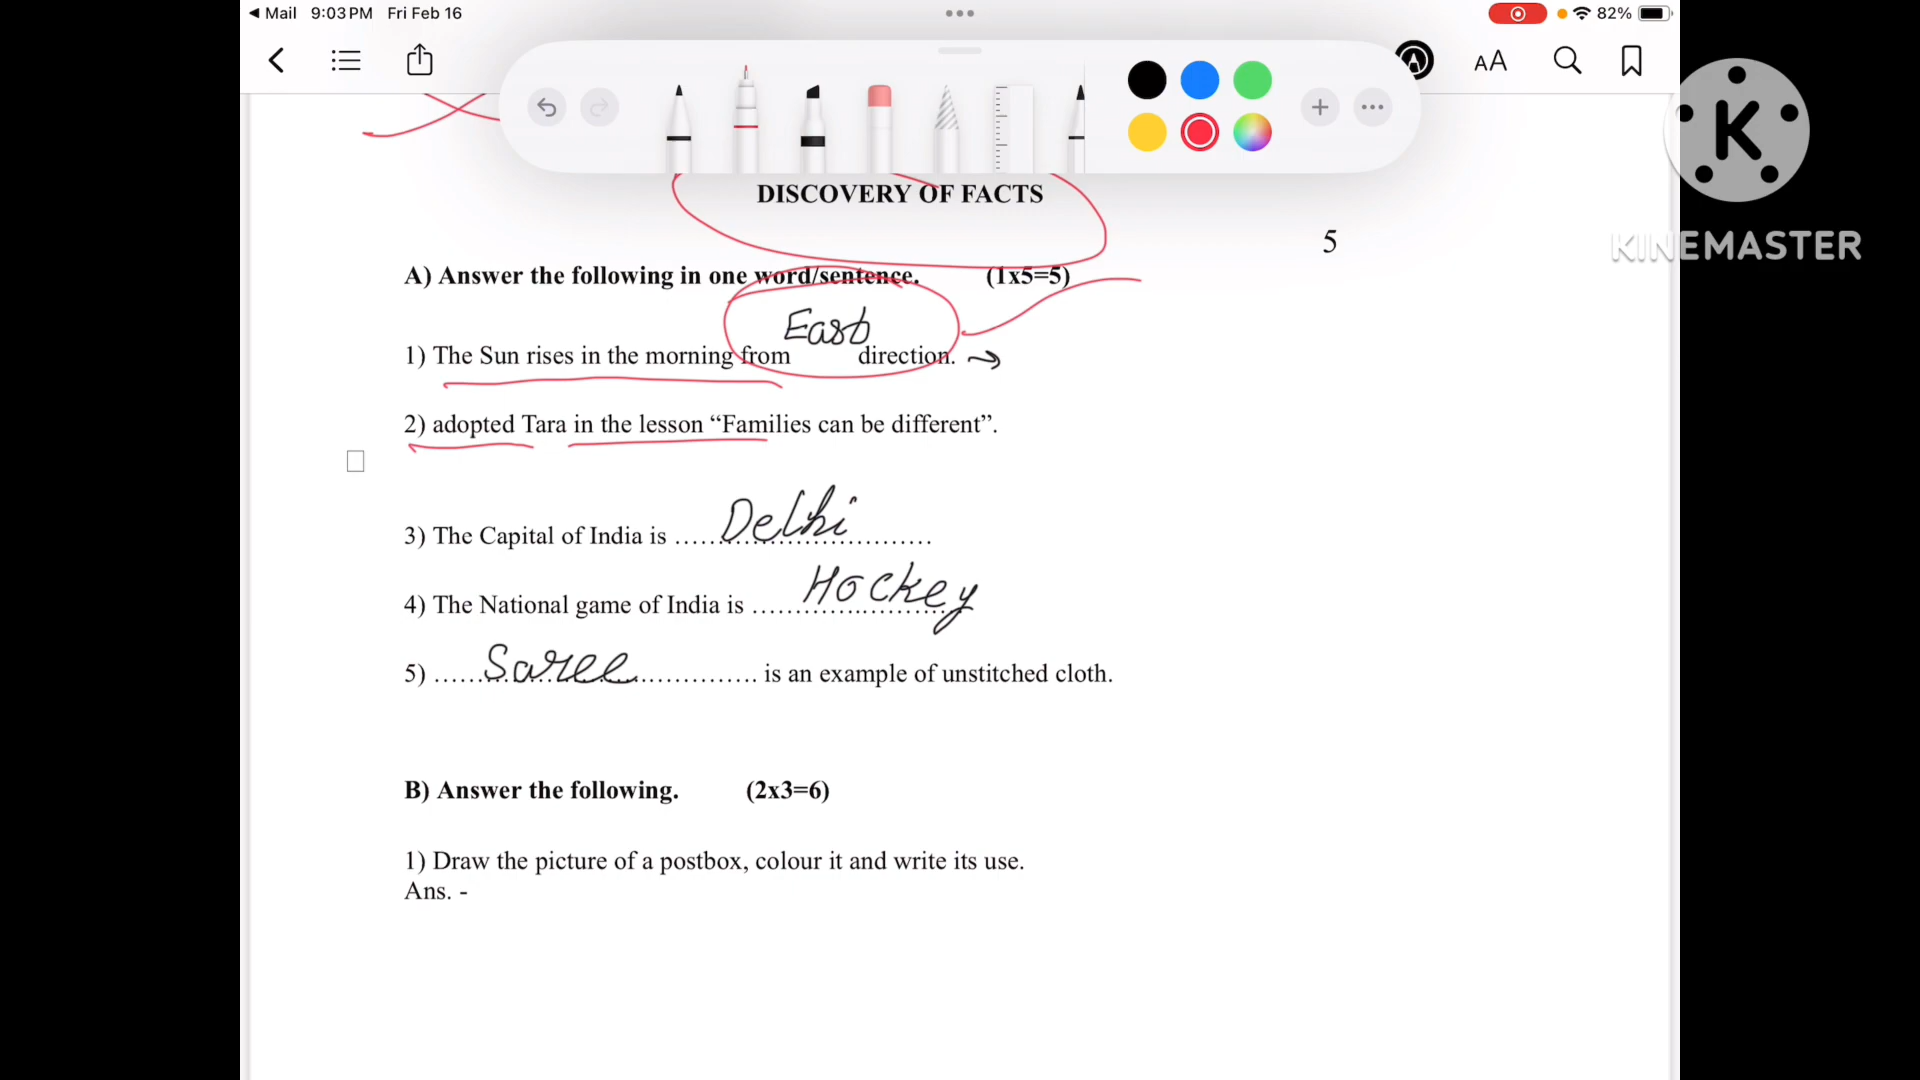 Mail 9:03 PM Fri Feb 16
82%
AA
K
KINEMASTER
DISCOVERY OF FACTS
5
A) Answer the following in one word/sentence. (1x5=5)
East
1) The Sun rises in the morning from direction.
2) adopted Tara in the lesson “Families can be different”.
3) The Capital of India is ...... Delhi ......
4) The National game of India is ...... Hockey ......
5) ...... Saree ...... is an example of unstitched cloth.
B) Answer the following. (2x3=6)
1) Draw the picture of a postbox, colour it and write its use.
Ans. -